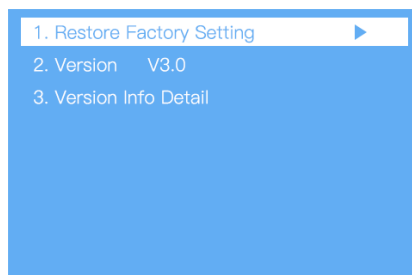 1. Restore Factory Setting
2. Version V3.0
3. Version Info Detail